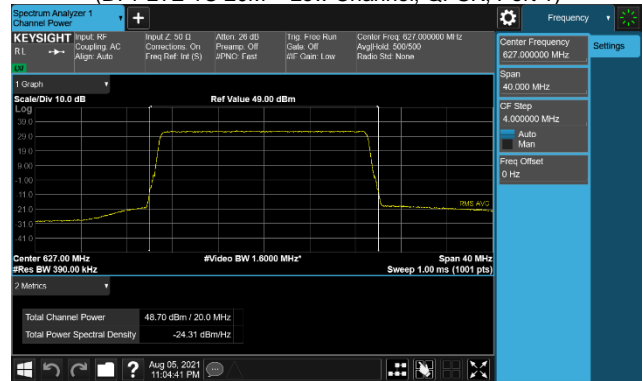 Spectrum Analyzer 1
Channel Power
+
Frequency
KEYSIGHT
RL
Input: RF
Coupling: AC
Align: Auto
Input Z: 50 Ω
Corrections: On
Freq Ref: Int (S)
Atten: 26 dB
Preamp: Off
#PNO: Fast
Trig: Free Run
Gate: Off
#IF Gain: Low
Center Freq: 627.000000 MHz
Avg|Hold: 500/500
Radio Std: None
Center Frequency
627.000000 MHz
Settings
Span
40.000 MHz
CF Step
4.000000 MHz
Auto
Man
Freq Offset
0 Hz
1 Graph
Scale/Div 10.0 dB
Ref Value 49.00 dBm
Log
39.0
29.0
19.0
9.00
-1.00
-11.0
-21.0
-31.0
-41.0
RMS AVG
Center 627.00 MHz
#Video BW 1.6000 MHz*
Span 40 MHz
#Res BW 390.00 kHz
Sweep 1.00 ms (1001 pts)
2 Metrics
Total Channel Power 48.70 dBm / 20.0 MHz
Total Power Spectral Density -24.31 dBm/Hz
?
Aug 05, 2021
11:04:41 PM